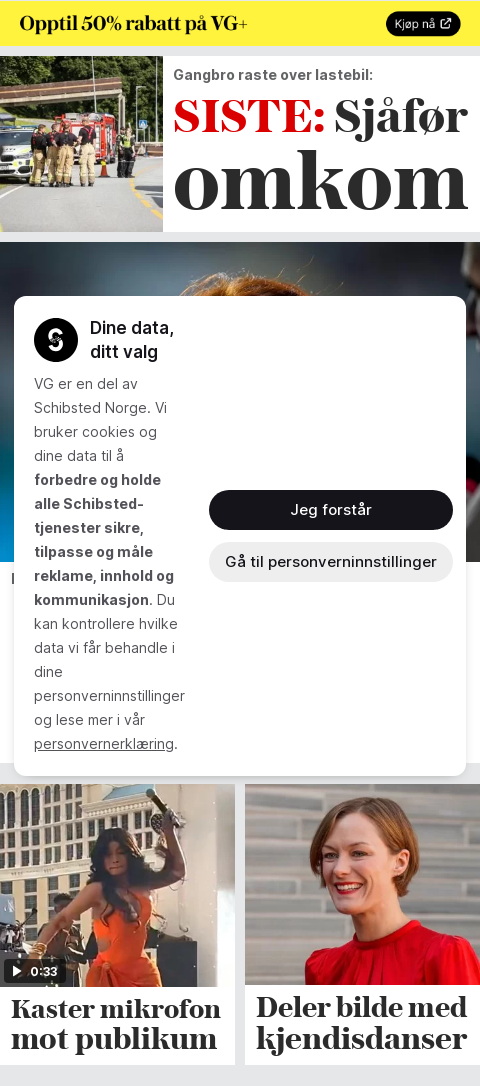 Opptil 50% rabatt på VG+
Kjøp nå
Gangbro raste over lastebil:
SISTE: Sjåfør
omkom
Dine data,
ditt valg
VG er en del av
Schibsted Norge. Vi
bruker cookies og
dine data til å
forbedre og holde
alle Schibsted-
tjenester sikre,
tilpasse og måle
reklame, innhold og
kommunikasjon. Du
kan kontrollere hvilke
data vi får behandle i
dine
personverninnstillinger
og lese mer i vår
personvernerklæring.
Jeg forstår
Gå til personverninnstillinger
0:33
Kaster mikrofon
mot publikum
Deler bilde med
kjendisdanser